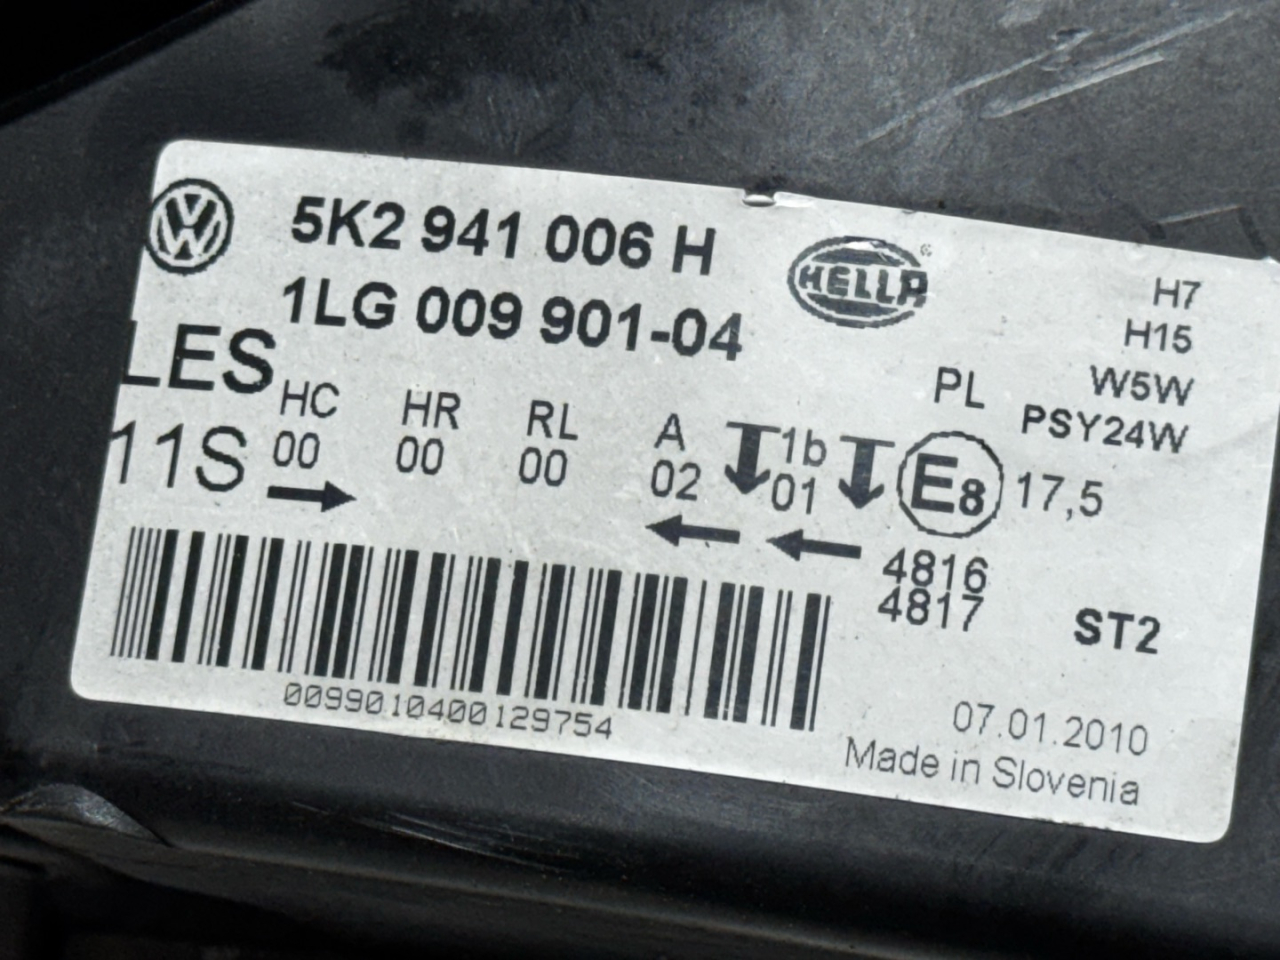 5K2 941 006 H
1LG 009 901-04
HELLA
®
H7
H15
W5W
PSY24W
PL
LES
11S
HC HR RL A 1b
00 00 00 02 01
E8 17,5
4816
4817
ST2
00990104001297​54
07.01.2010
Made in Slovenia